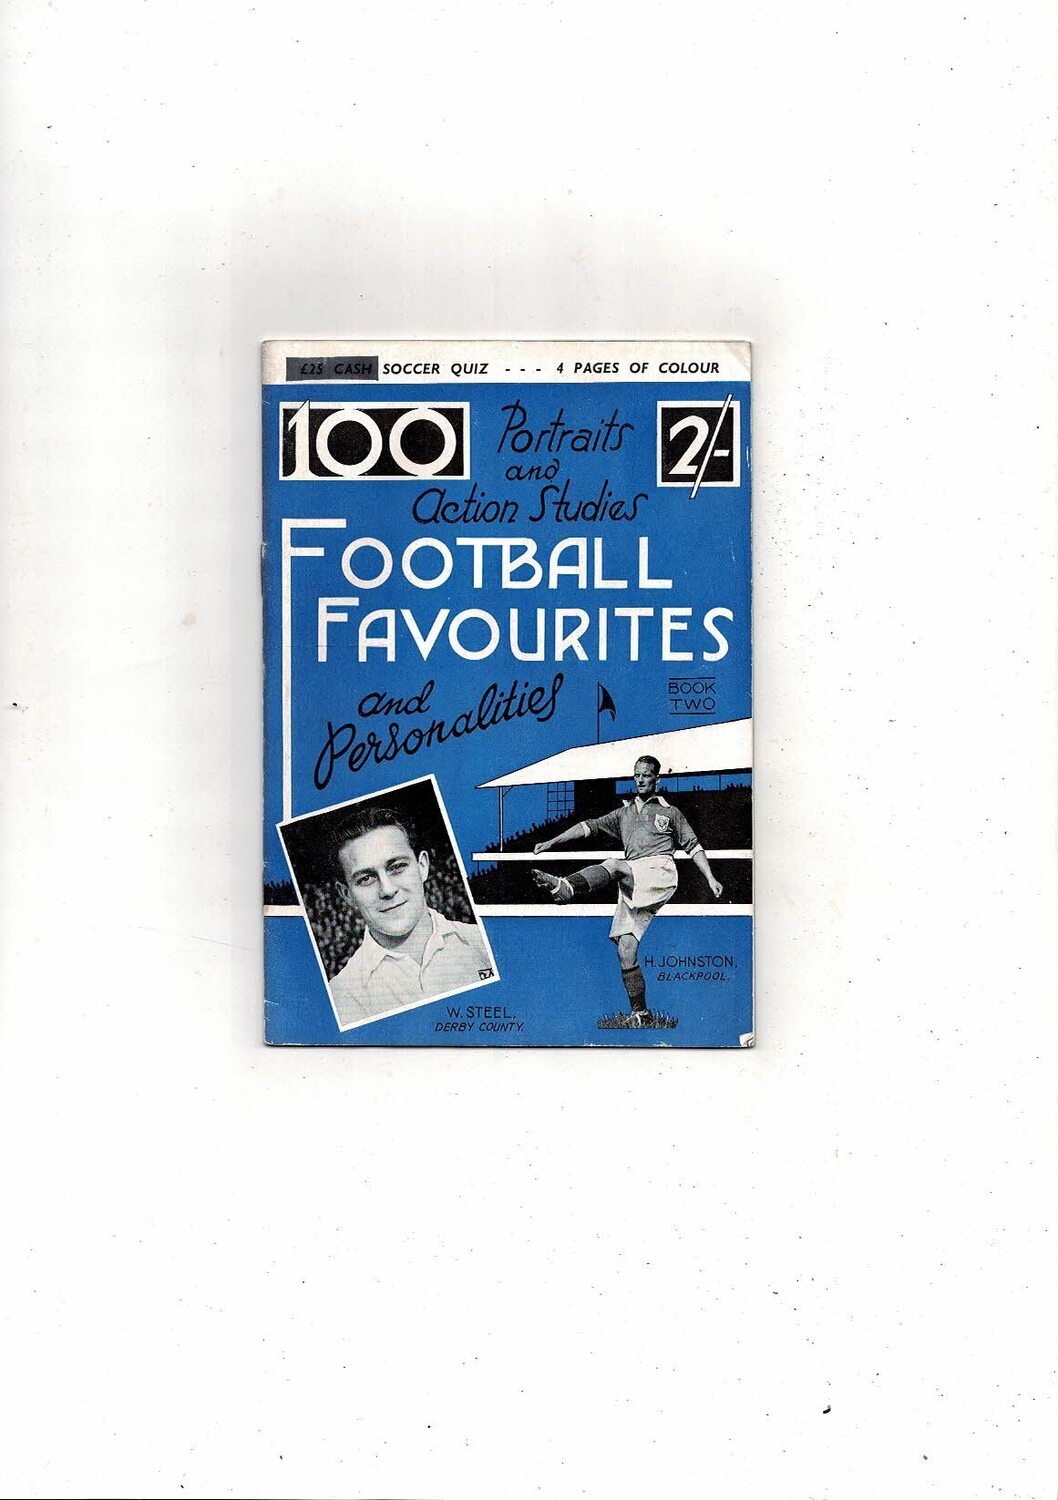 £25 CASH SOCCER QUIZ - - - 4 PAGES OF COLOUR
100
Portraits
and
Action Studies
2/-
FOOTBALL
FAVOURITES
and
Personalities
BOOK
TWO
H. JOHNSTON,
BLACKPOOL.
W. STEEL,
DERBY COUNTY.